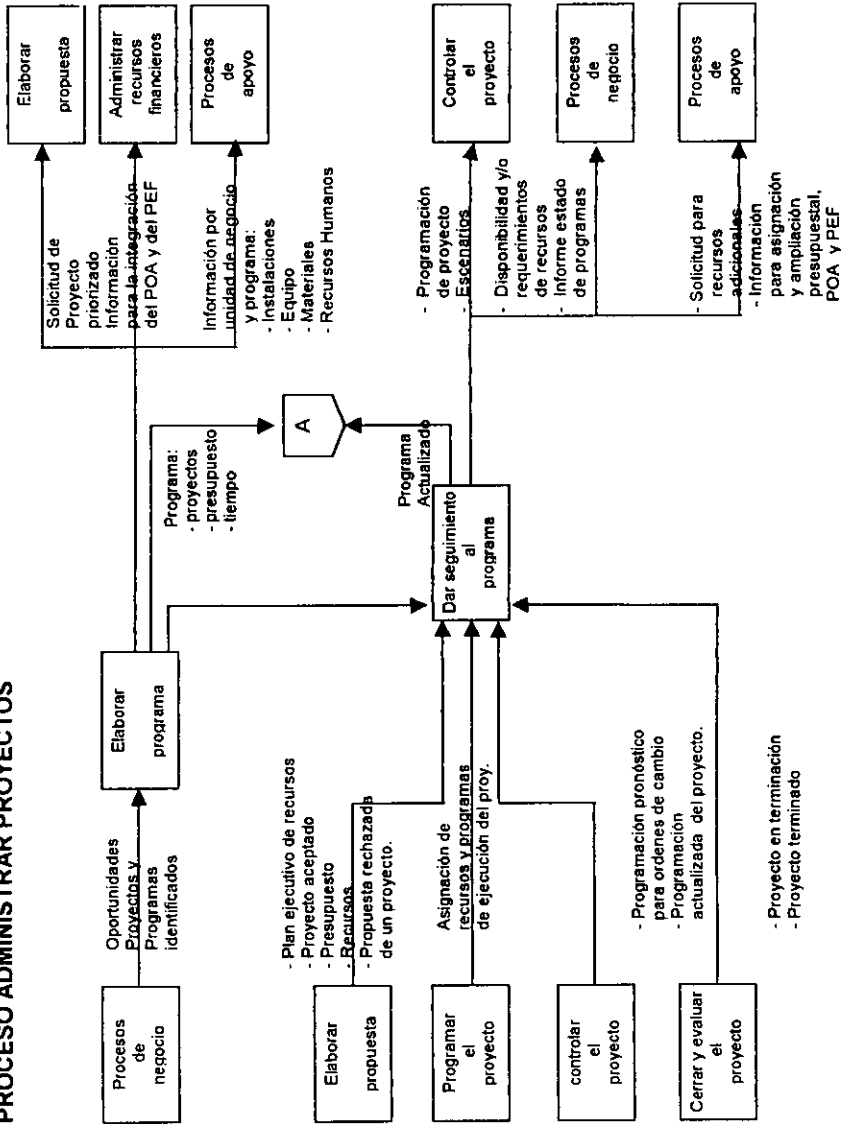 PROCESO ADMINISTRAR PROYECTOS
Procesos
de
negocio
Oportunidades
Proyectos y
Programas
identificados
Elaborar
programa
Solicitud de
Proyecto
priorizado
Información
para la integración
del POA y del PEF
Información por
unidad de negocio
y programa:
- Instalaciones
- Equipo
- Materiales
- Recursos Humanos
Elaborar
propuesta
Administrar
recursos
financieros
Procesos
de
apoyo
Programa:
- proyectos
- presupuesto
- tiempo
A
Programa
Actualizado
Elaborar
propuesta
- Plan ejecutivo de recursos
- Proyecto aceptado
- Presupuesto
- Recursos
- Propuesta rechazada
de un proyecto.
Programar
el
proyecto
Asignación de
recursos y programas
de ejecución del proy.
controlar
el
proyecto
- Programación pronóstico
para ordenes de cambio
- Programación
actualizada del proyecto.
Cerrar y evaluar
el
proyecto
- Proyecto en terminación
- Proyecto terminado
Dar seguimiento
al
programa
- Programación
de proyecto
- Escenarios
- Disponibilidad y/o
requerimientos
de recursos
- Informe estado
de programas
- Solicitud para
recursos
adicionales
- Información
para asignación
y ampliación
presupuestal,
POA y PEF
Controlar
el
proyecto
Procesos
de
negocio
Procesos
de
apoyo